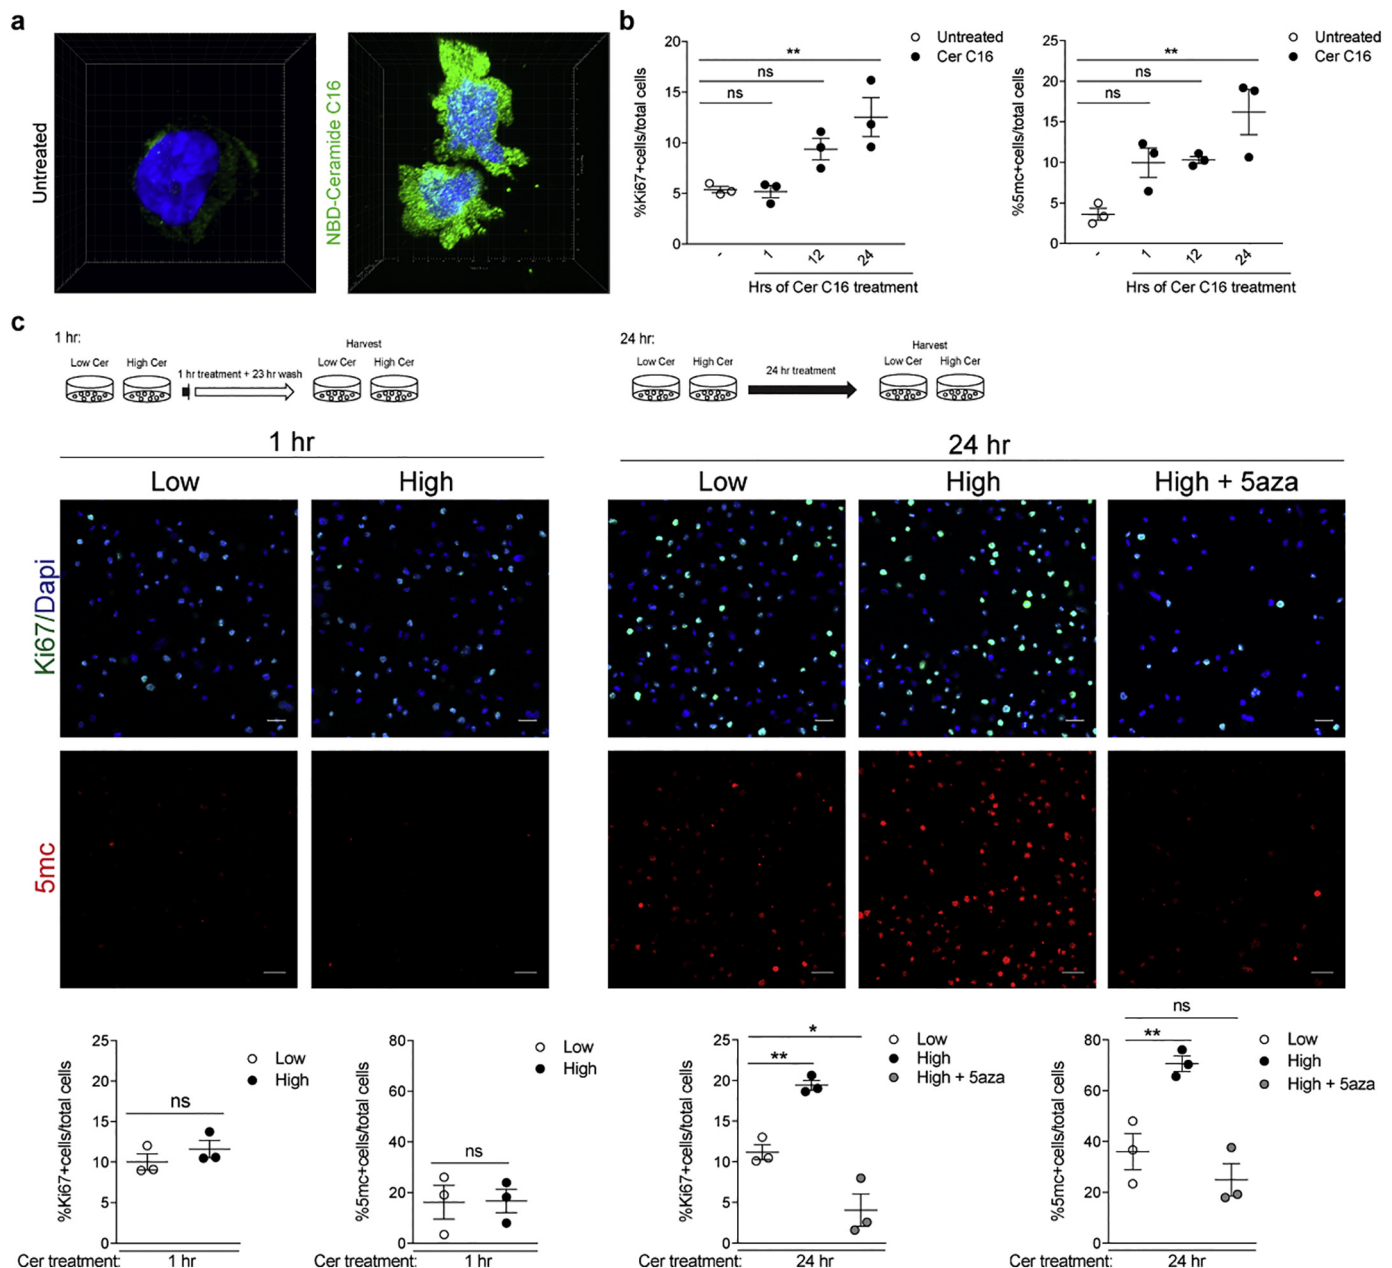 a
Untreated
NBD-Ceramide C16
b
%Ki67+cells/total cells
20
15
10
5
0
ns
ns
**
Untreated
Cer C16
- 1 12 24
Hrs of Cer C16 treatment
%5mc+cells/total cells
25
20
15
10
5
0
ns
ns
**
Untreated
Cer C16
- 1 12 24
Hrs of Cer C16 treatment
c
1 hr:
Low Cer High Cer
1 hr treatment + 23 hr wash
Harvest
Low Cer High Cer
24 hr:
Low Cer High Cer
24 hr treatment
Harvest
Low Cer High Cer
1 hr
Low High
24 hr
Low High High + 5aza
Ki67/Dapi
5mc
%Ki67+cells/total cells
25
20
15
10
5
0
ns
Low
High
Cer treatment: 1 hr
%5mc+cells/total cells
80
60
40
20
0
ns
Low
High
Cer treatment: 1 hr
%Ki67+cells/total cells
25
20
15
10
5
0
*
**
Low
High
High + 5aza
Cer treatment: 24 hr
%5mc+cells/total cells
80
60
40
20
0
ns
**
Low
High
High + 5aza
Cer treatment: 24 hr